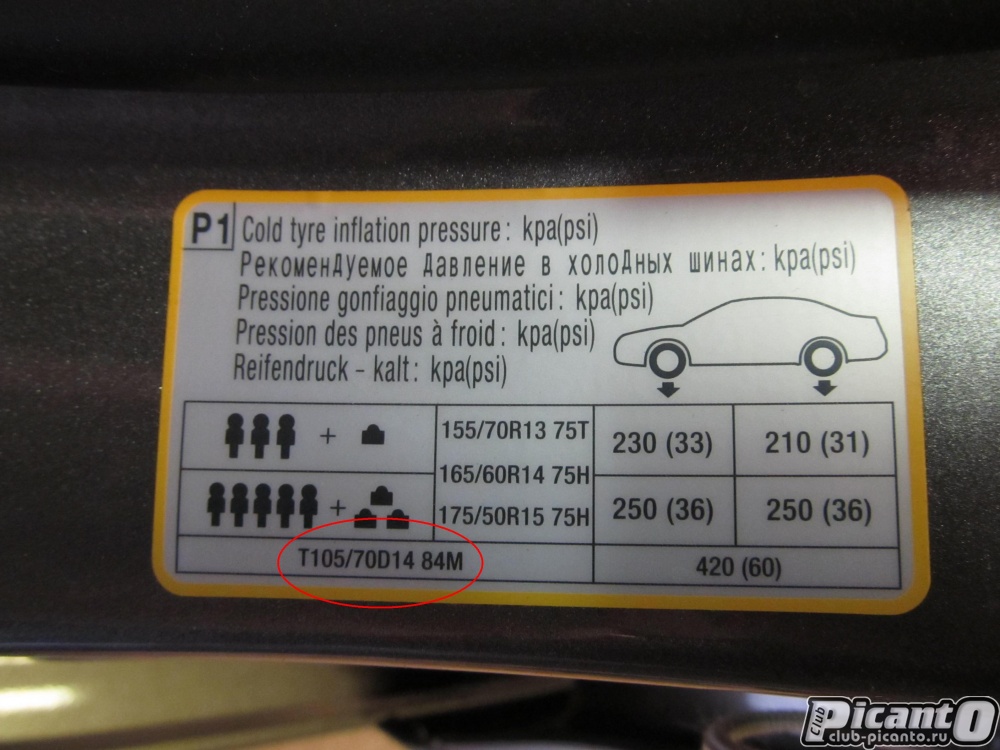 P1 Cold tyre inflation pressure: kpa(psi)
Рекомендуемое давление в холодных шинах: kpa(psi)
Pressione gonfiaggio pneumatici: kpa(psi)
Pression des pneus à froid: kpa(psi)
Reifendruck - kalt: kpa(psi)
+ 155/70R13 75T 230 (33) 210 (31)
165/60R14 75H
+ 175/50R15 75H 250 (36) 250 (36)
T105/70D14 84M 420 (60)
club PicantO
club-picanto.ru